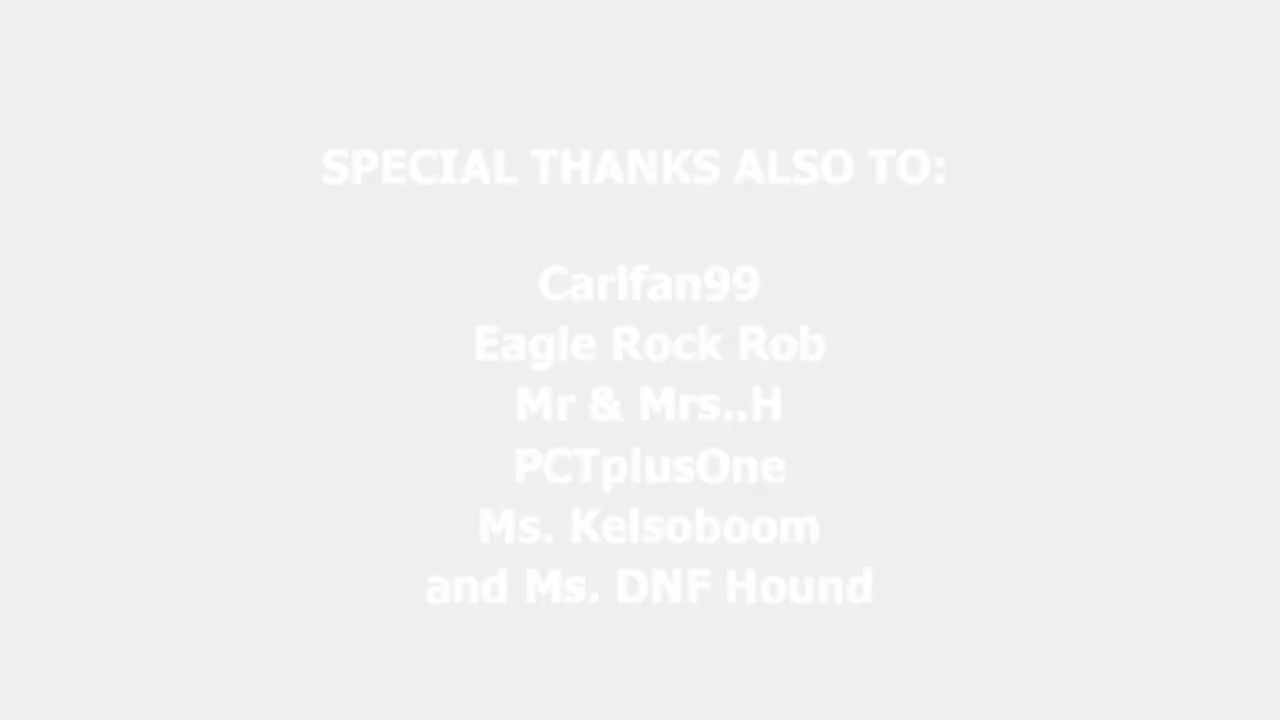 SPECIAL THANKS ALSO TO:
Carlfan99
Eagle Rock Rob
Mr & Mrs..H
PCTplusOne
Ms. Kelsoboom
and Ms. DNF Hound